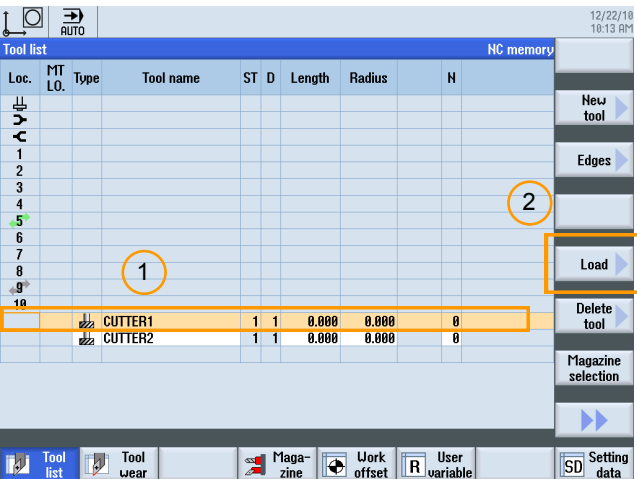 12/22/10
10:13 AM
AUTO
Tool list NC memory
Loc. MT LO. Type Tool name ST D Length Radius N
1
2
3
4
5
6
7
8
9
10
CUTTER1 1 1 0.000 0.000 0
CUTTER2 1 1 0.000 0.000 0
1
2
New tool
Edges
Load
Delete tool
Magazine selection
Tool list
Tool wear
Maga-
zine
Work offset
R User variable
SD Setting data